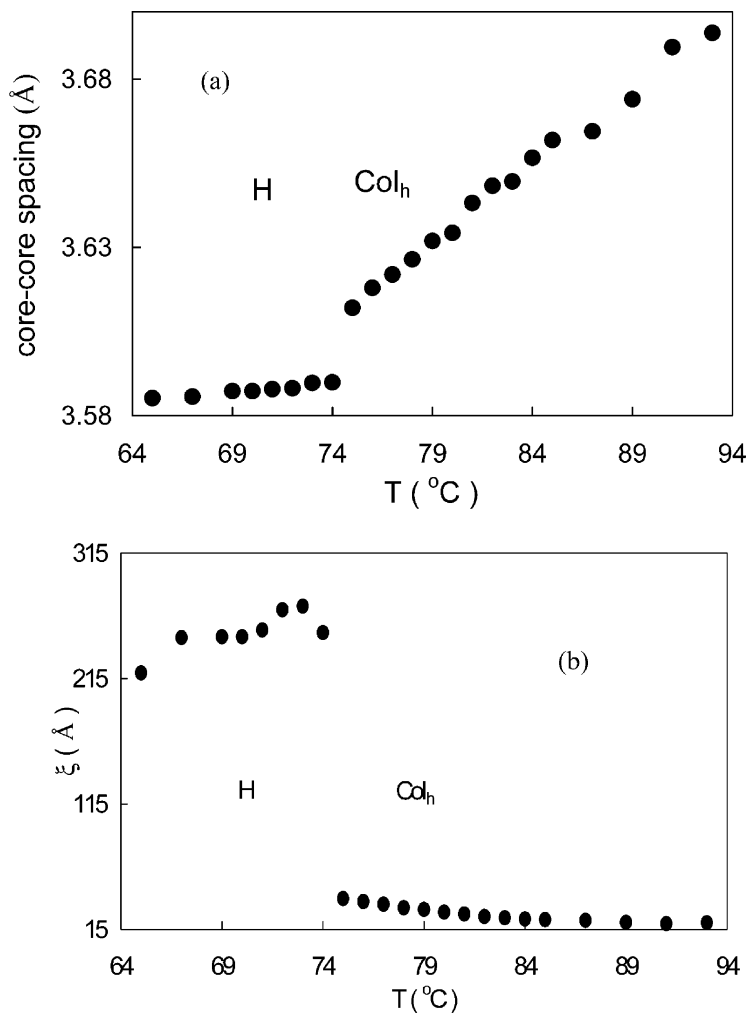 (a)
3.68
3.63
3.58
core-core spacing (Å)
H
Colₕ
64 69 74 79 84 89 94
T ( °C)
315
215
115
15
ξ ( Å )
(b)
H
Colₕ
64 69 74 79 84 89 94
T(°C)